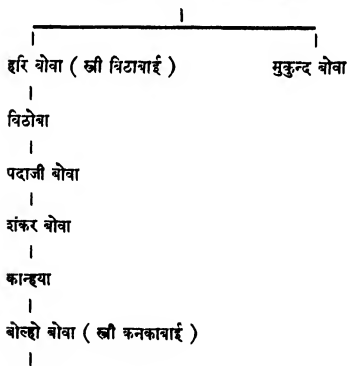 हरि बोवा ( स्त्री विठाबाई ) मुकुन्द बोवा
विठोबा
पदाजी बोवा
शंकर बोवा
कान्हया
बोल्हो बोवा ( स्त्री कनकाबाई )